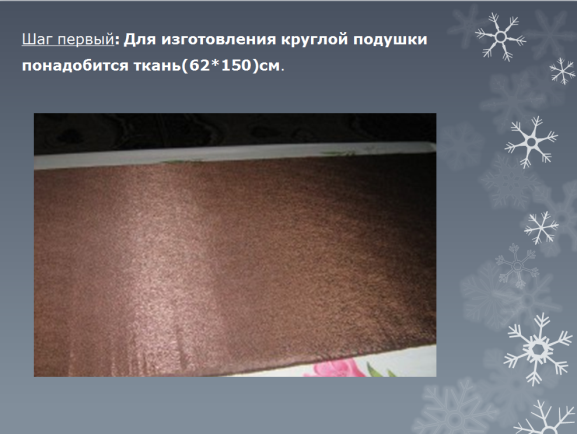 Шаг первый: Для изготовления круглой подушки
понадобится ткань(62*150)см.